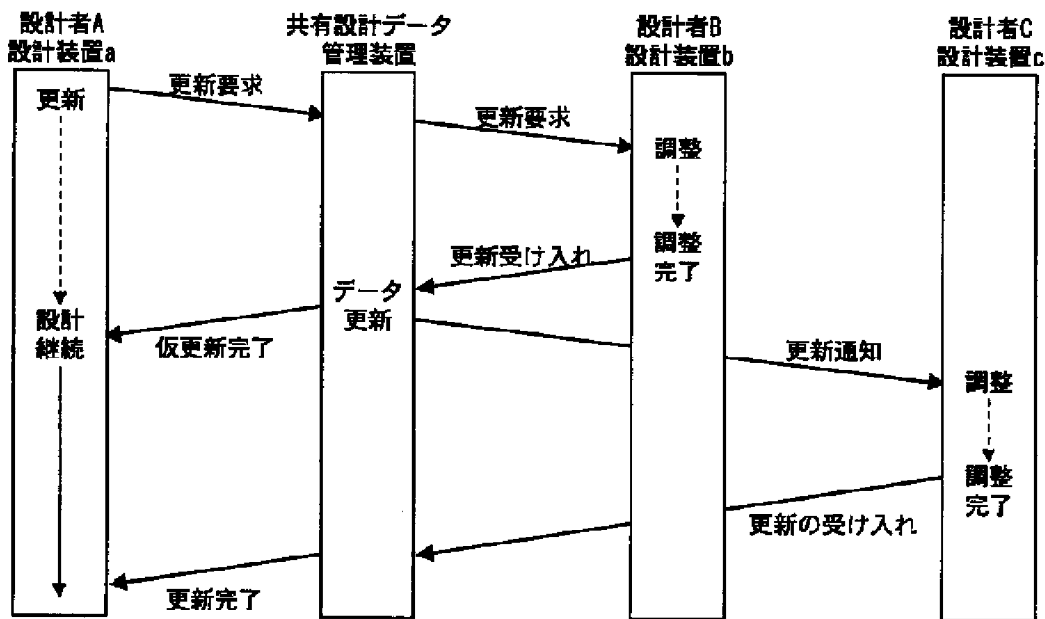 設計者A
設計装置a
共有設計データ
管理装置
設計者B
設計装置b
設計者C
設計装置c
更新
更新要求
更新要求
調整
調整
完了
更新受け入れ
データ
更新
設計
継続
仮更新完了
更新通知
調整
調整
完了
更新の受け入れ
更新完了